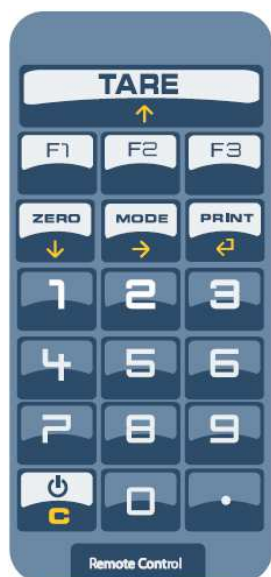 TARE
↑
F1 F2 F3
ZERO MODE PRINT
↓ → ↵
1 2 3
4 5 6
7 8 9
C 0 .
Remote Control